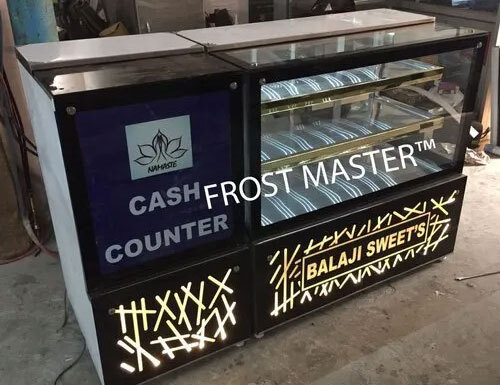 NAMASTE
CASH
COUNTER
FROST MASTER™
BALAJI SWEET'S